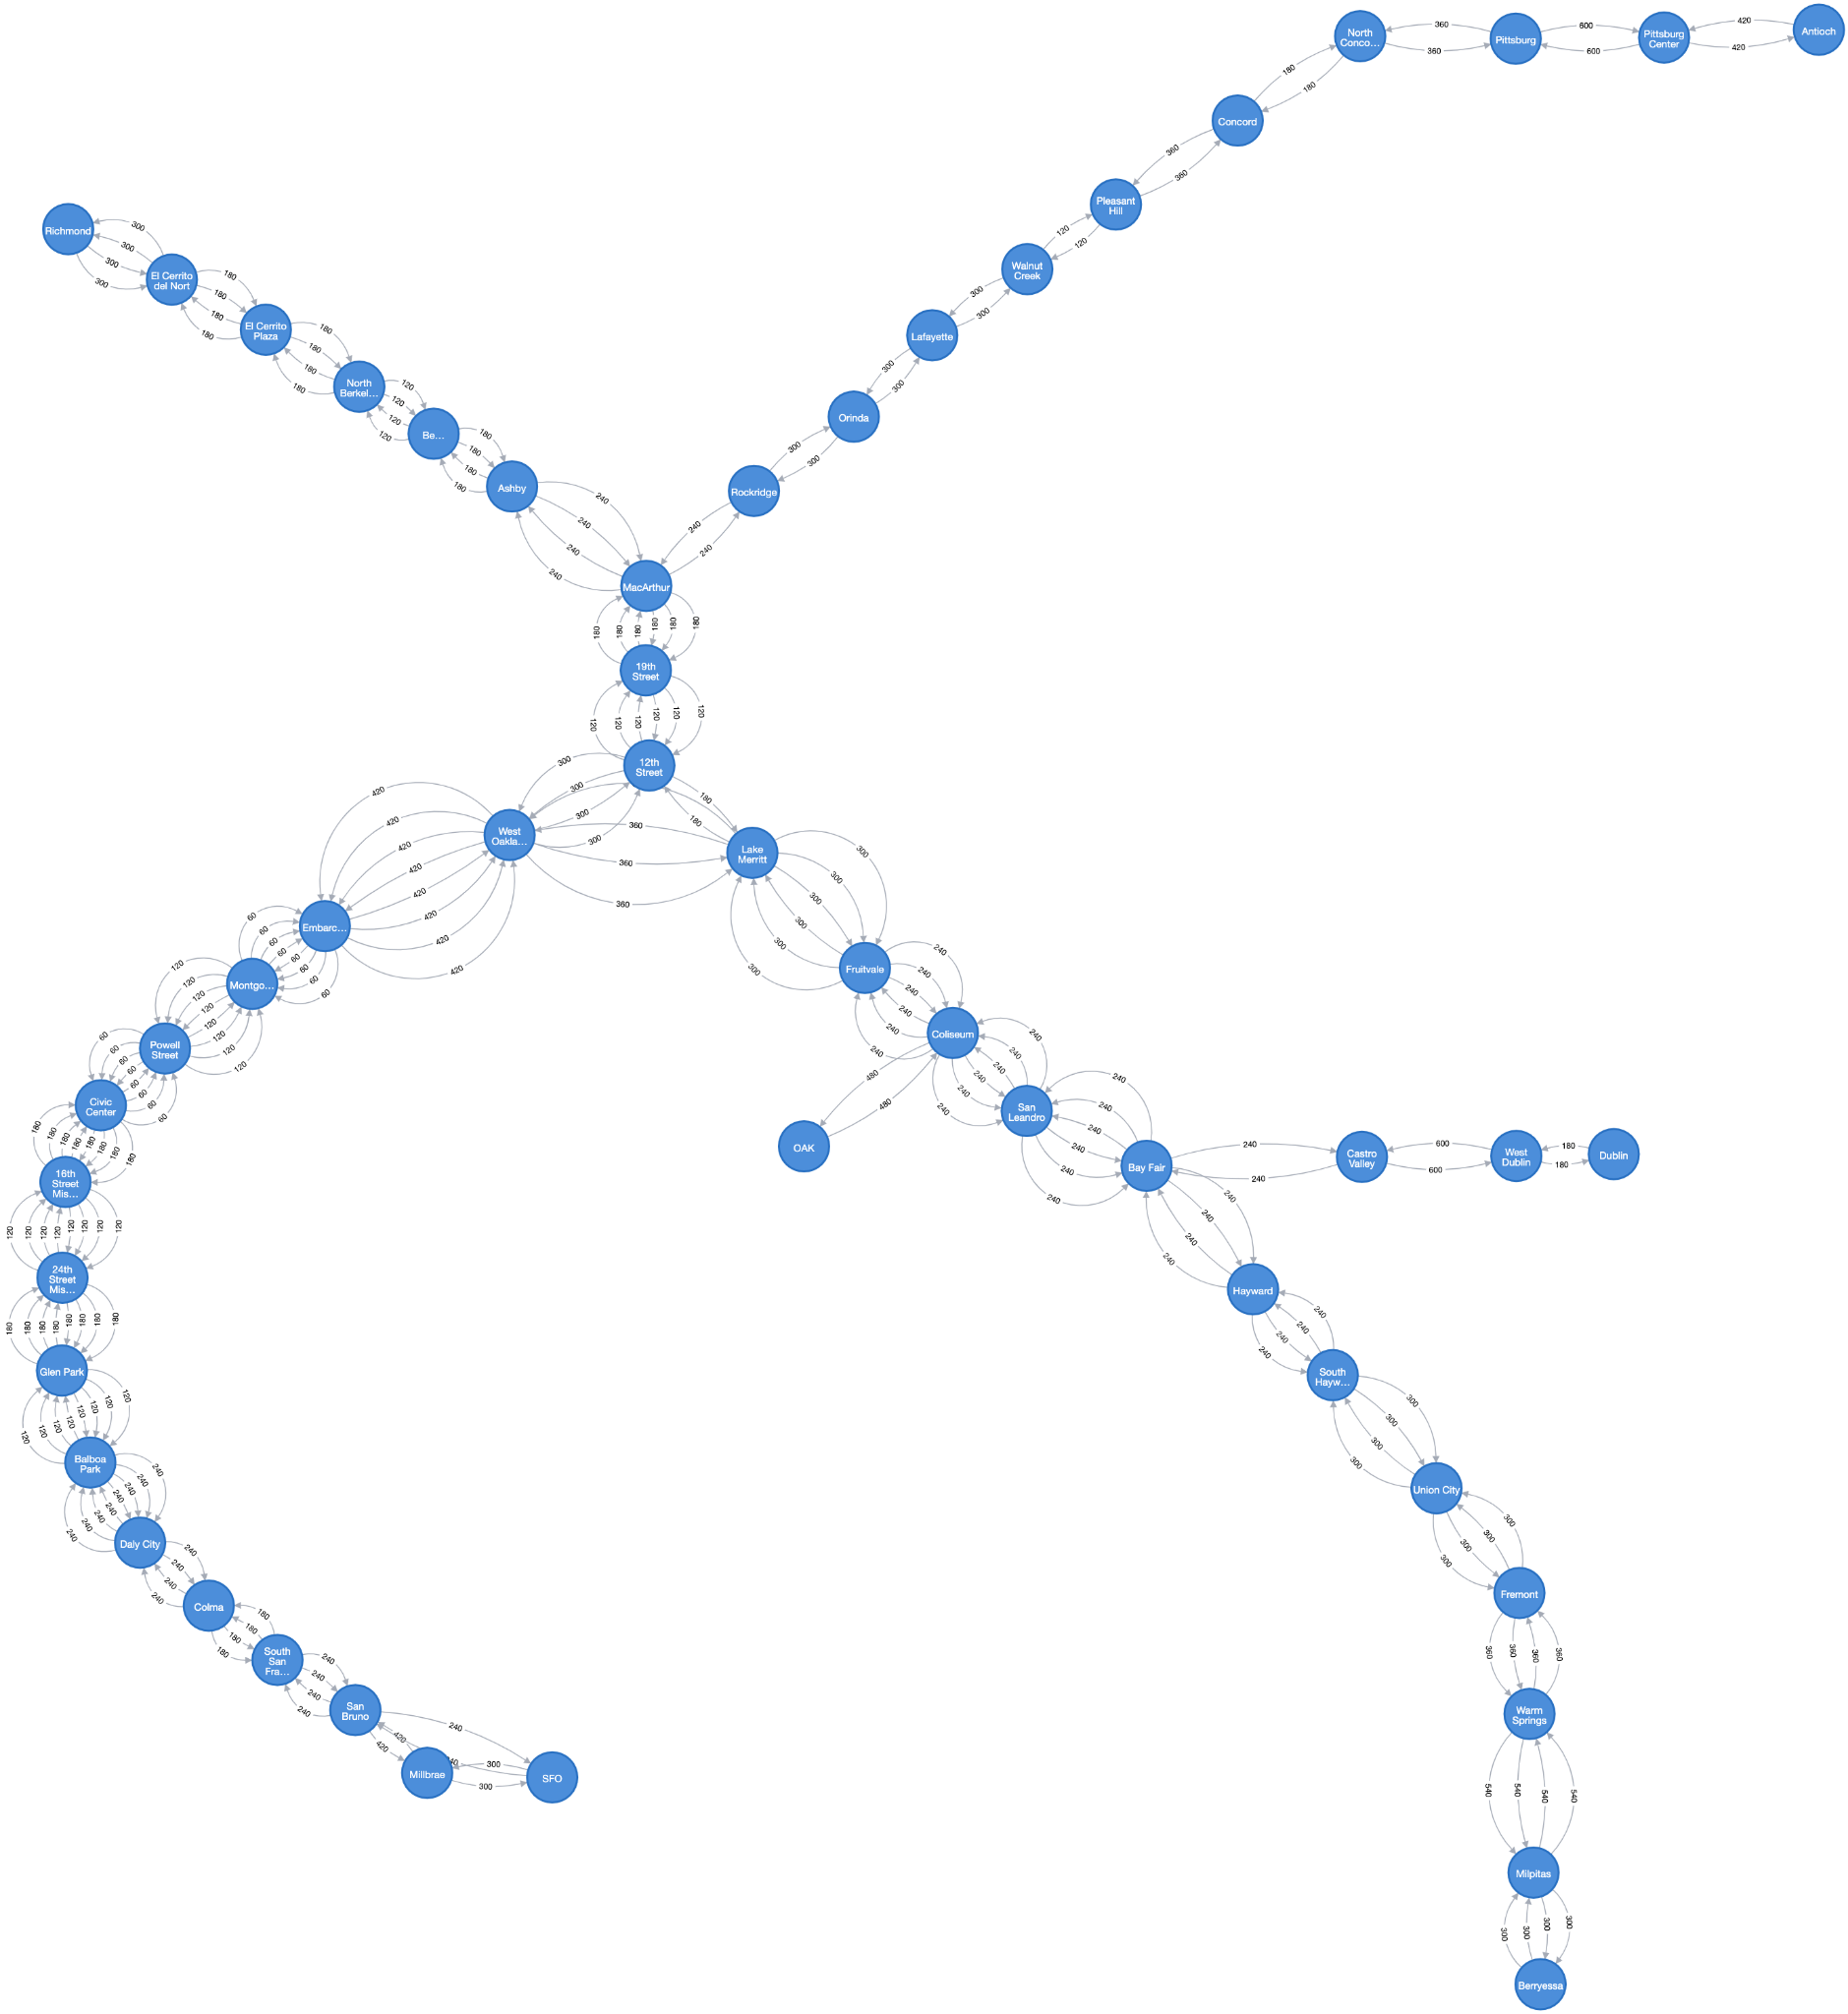 North
Conco...
360
360
Pittsburg
600
600
Pittsburg
Center
420
420
Antioch
180
180
Concord
360
360
Pleasant
Hill
120
120
Walnut
Creek
300
300
Lafayette
300
300
Orinda
300
300
Rockridge
240
240
Richmond
300
300
300
300
El Cerrito
del Nort
180
180
180
180
El Cerrito
Plaza
180
180
180
180
North
Berkel...
120
120
120
120
Be...
180
180
180
180
Ashby
240
240
240
240
MacArthur
180
180
180
180
180
180
19th
Street
120
120
120
120
120
120
12th
Street
300
300
300
300
180
180
West
Oakla...
360
360
360
Lake
Merritt
420
420
420
420
420
420
420
420
Embarc...
60
60
60
60
60
60
60
60
Montgo...
120
120
120
120
120
120
120
120
Powell
Street
60
60
60
60
60
60
60
60
Civic
Center
180
180
180
180
180
180
180
180
16th
Street
Mis...
120
120
120
120
120
120
120
120
24th
Street
Mis...
180
180
180
180
180
180
180
180
Glen Park
120
120
120
120
120
120
120
120
Balboa
Park
240
240
240
240
240
240
240
240
Daly City
240
240
240
240
Colma
180
180
180
180
South
San
Fra...
240
240
240
240
San
Bruno
240
420
420
300
300
Millbrae
SFO
300
300
300
300
300
300
Fruitvale
240
240
240
240
240
240
Coliseum
480
480
OAK
240
240
240
240
240
240
San
Leandro
240
240
240
240
240
240
Bay Fair
240
240
Castro
Valley
600
600
West
Dublin
180
180
Dublin
240
240
240
240
Hayward
240
240
240
240
South
Hayw...
300
300
300
300
Union City
300
300
300
300
Fremont
360
360
360
360
Warm
Springs
540
540
540
540
Milpitas
300
300
300
300
Berryessa